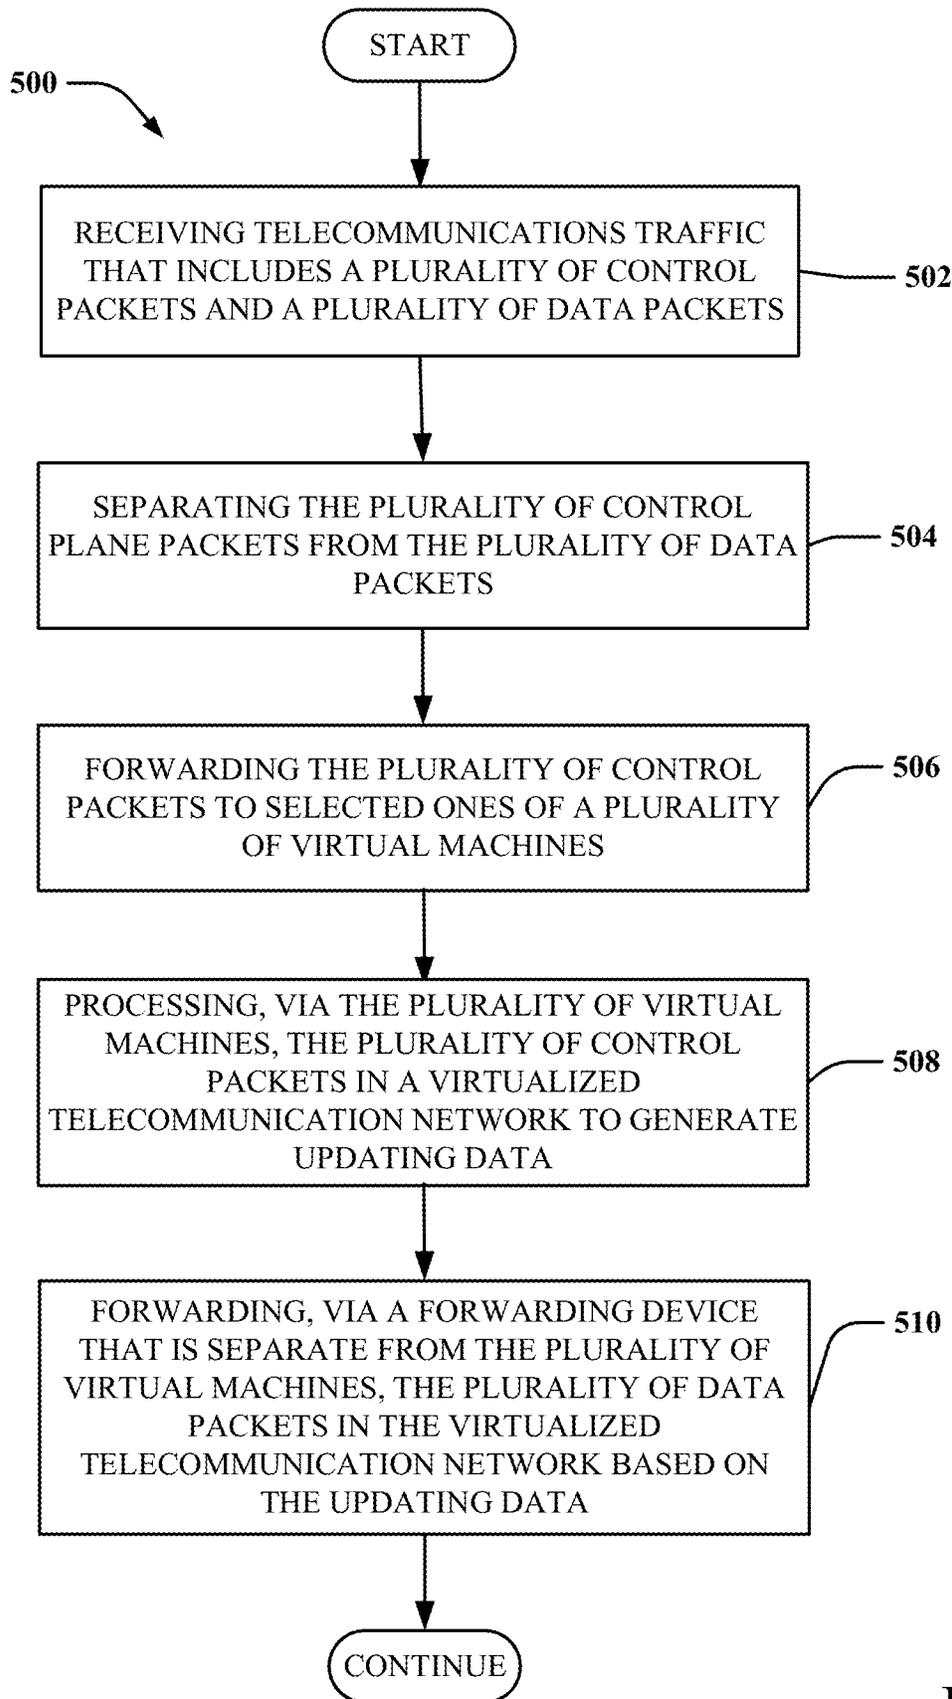 START
500
RECEIVING TELECOMMUNICATIONS TRAFFIC
THAT INCLUDES A PLURALITY OF CONTROL
PACKETS AND A PLURALITY OF DATA PACKETS
502
SEPARATING THE PLURALITY OF CONTROL
PLANE PACKETS FROM THE PLURALITY OF DATA
PACKETS
504
FORWARDING THE PLURALITY OF CONTROL
PACKETS TO SELECTED ONES OF A PLURALITY
OF VIRTUAL MACHINES
506
PROCESSING, VIA THE PLURALITY OF VIRTUAL
MACHINES, THE PLURALITY OF CONTROL
PACKETS IN A VIRTUALIZED
TELECOMMUNICATION NETWORK TO GENERATE
UPDATING DATA
508
FORWARDING, VIA A FORWARDING DEVICE
THAT IS SEPARATE FROM THE PLURALITY OF
VIRTUAL MACHINES, THE PLURALITY OF DATA
PACKETS IN THE VIRTUALIZED
TELECOMMUNICATION NETWORK BASED ON
THE UPDATING DATA
510
CONTINUE